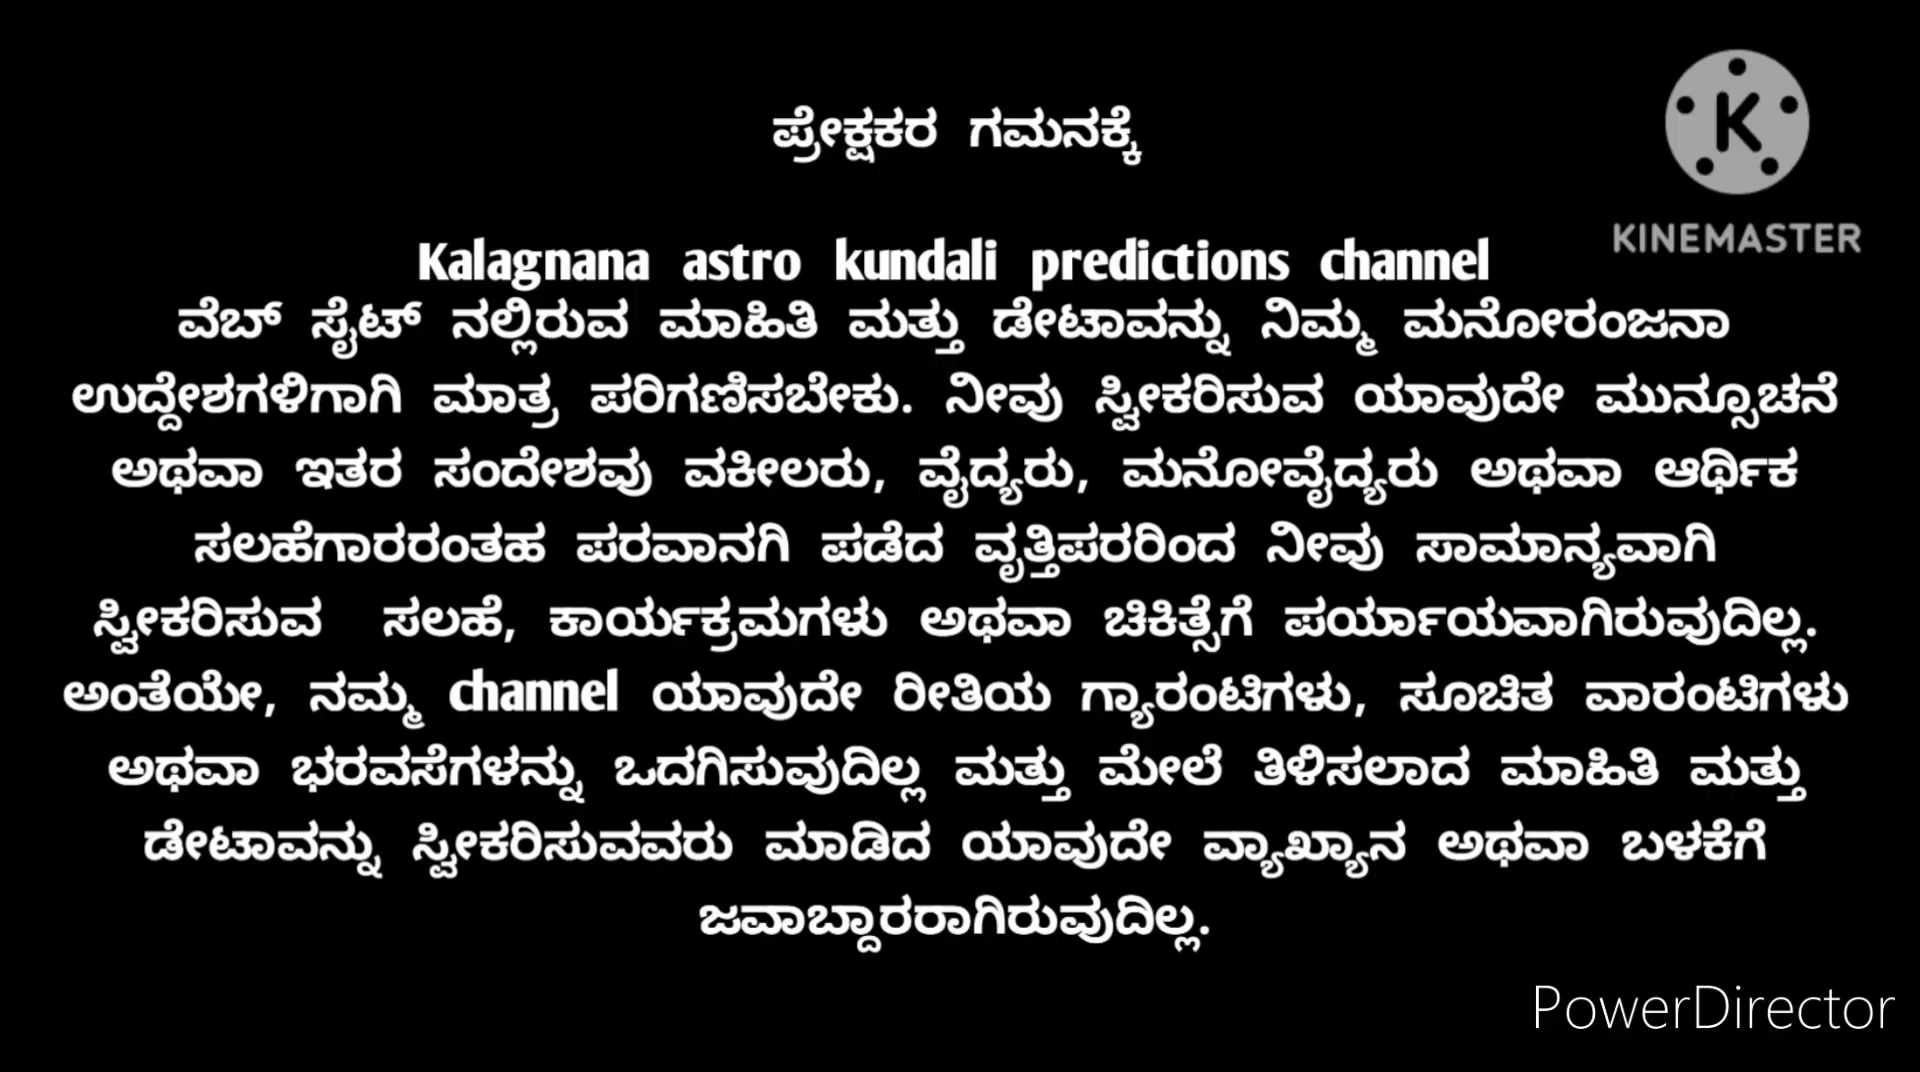 ಪ್ರೇಕ್ಷಕರ ಗಮನಕ್ಕೆ
K
KINEMASTER
Kalagnana astro kundali predictions channel
ವೆಬ್ ಸೈಟ್ ನಲ್ಲಿರುವ ಮಾಹಿತಿ ಮತ್ತು ಡೇಟಾವನ್ನು ನಿಮ್ಮ ಮನೋರಂಜನಾ
ಉದ್ದೇಶಗಳಿಗಾಗಿ ಮಾತ್ರ ಪರಿಗಣಿಸಬೇಕು. ನೀವು ಸ್ವೀಕರಿಸುವ ಯಾವುದೇ ಮುನ್ಸೂಚನೆ
ಅಥವಾ ಇತರ ಸಂದೇಶವು ವಕೀಲರು, ವೈದ್ಯರು, ಮನೋವೈದ್ಯರು ಅಥವಾ ಆರ್ಥಿಕ
ಸಲಹೆಗಾರರಂತಹ ಪರವಾನಗಿ ಪಡೆದ ವೃತ್ತಿಪರರಿಂದ ನೀವು ಸಾಮಾನ್ಯವಾಗಿ
ಸ್ವೀಕರಿಸುವ ಸಲಹೆ, ಕಾರ್ಯಕ್ರಮಗಳು ಅಥವಾ ಚಿಕಿತ್ಸೆಗೆ ಪರ್ಯಾಯವಾಗಿರುವುದಿಲ್ಲ.
ಅಂತೆಯೇ, ನಮ್ಮ channel ಯಾವುದೇ ರೀತಿಯ ಗ್ಯಾರಂಟಿಗಳು, ಸೂಚಿತ ವಾರಂಟಿಗಳು
ಅಥವಾ ಭರವಸೆಗಳನ್ನು ಒದಗಿಸುವುದಿಲ್ಲ ಮತ್ತು ಮೇಲೆ ತಿಳಿಸಲಾದ ಮಾಹಿತಿ ಮತ್ತು
ಡೇಟಾವನ್ನು ಸ್ವೀಕರಿಸುವವರು ಮಾಡಿದ ಯಾವುದೇ ವ್ಯಾಖ್ಯಾನ ಅಥವಾ ಬಳಕೆಗೆ
ಜವಾಬ್ದಾರರಾಗಿರುವುದಿಲ್ಲ.
PowerDirector